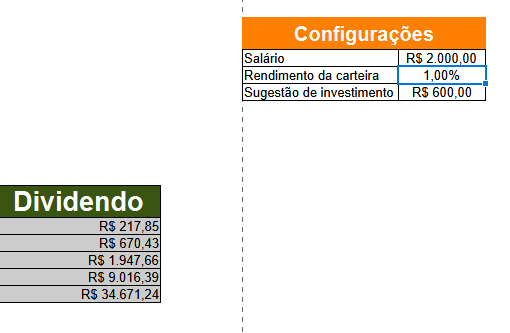 Configurações
Salário R$ 2.000,00
Rendimento da carteira 1,00%
Sugestão de investimento R$ 600,00
Dividendo
R$ 217,85
R$ 670,43
R$ 1.947,66
R$ 9.016,39
R$ 34.671,24